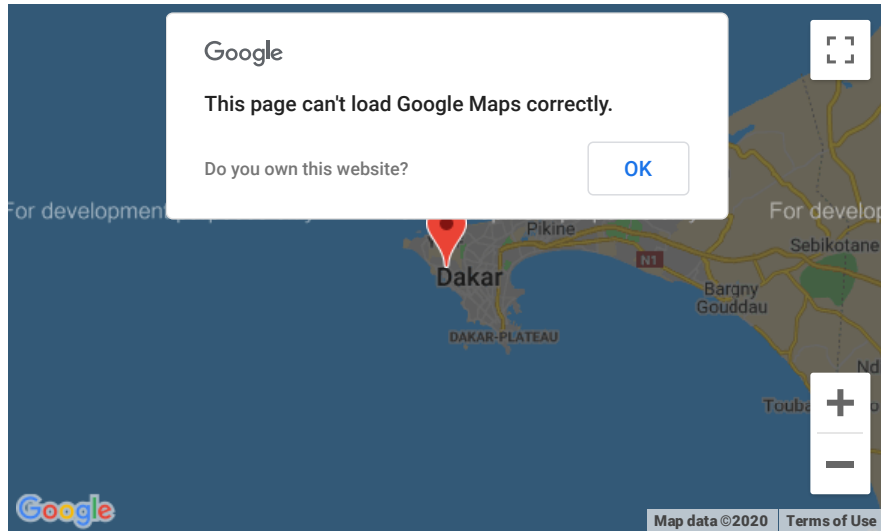 Google
This page can't load Google Maps correctly.
Do you own this website?
OK
For development
For develop
Pikine
Sebikotane
N1
Dakar
Bargny
Gouddau
DAKAR-PLATEAU
Nd
Touba
Google
Map data ©2020
Terms of Use